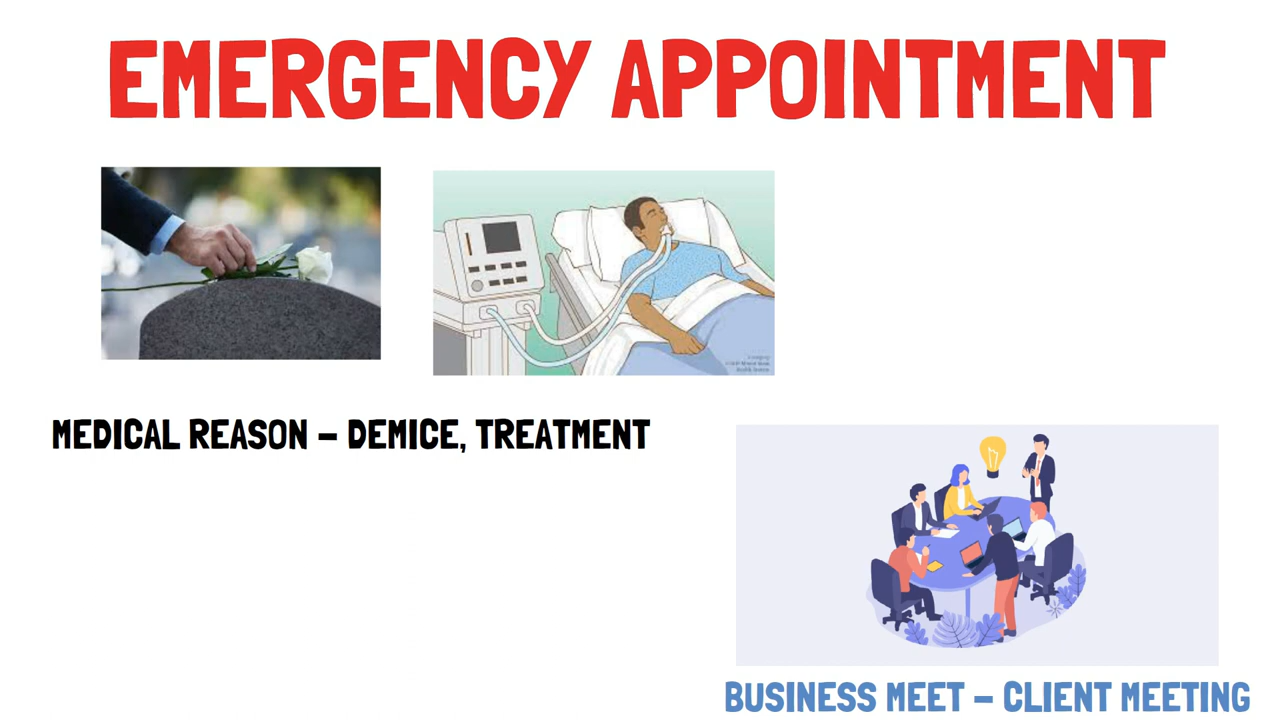 EMERGENCY APPOINTMENT
MEDICAL REASON – DEMICE, TREATMENT
BUSINESS MEET – CLIENT MEETING